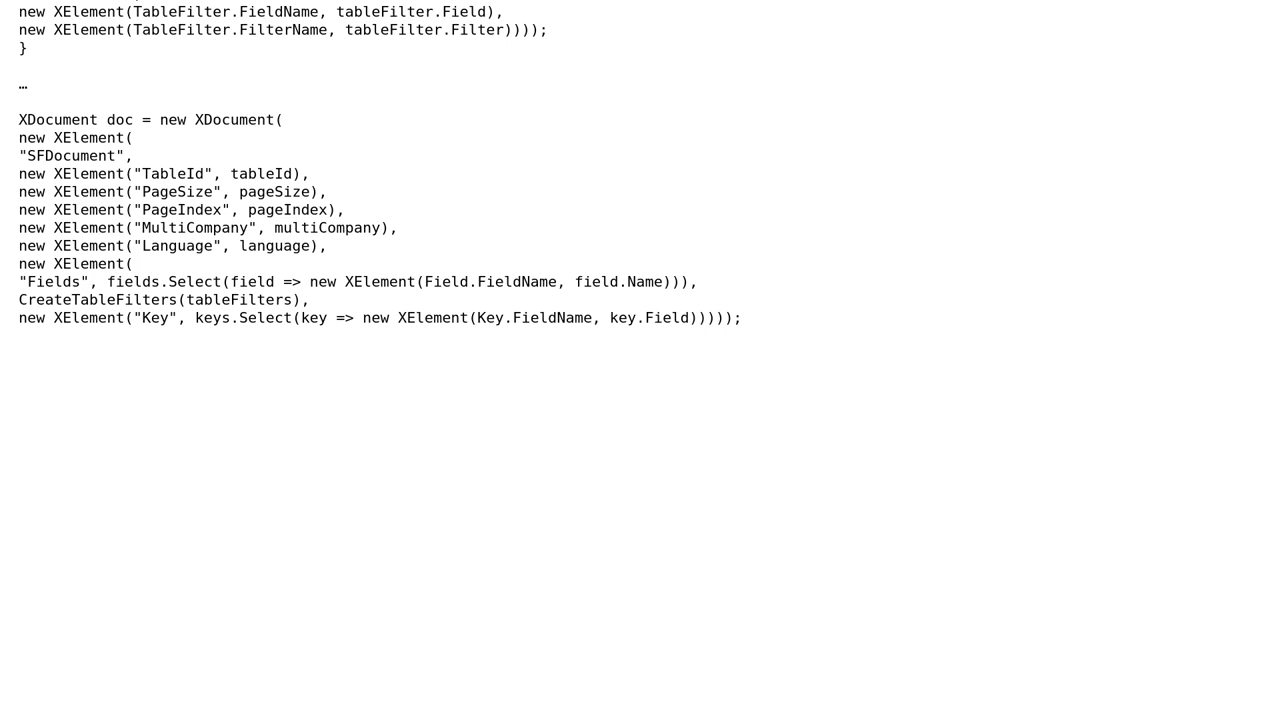 new XElement(TableFilter.FieldName, tableFilter.Field),
new XElement(TableFilter.FilterName, tableFilter.Filter))));
}
…
XDocument doc = new XDocument(
new XElement(
"SFDocument",
new XElement("TableId", tableId),
new XElement("PageSize", pageSize),
new XElement("PageIndex", pageIndex),
new XElement("MultiCompany", multiCompany),
new XElement("Language", language),
new XElement(
"Fields", fields.Select(field => new XElement(Field.FieldName, field.Name))),
CreateTableFilters(tableFilters),
new XElement("Key", keys.Select(key => new XElement(Key.FieldName, key.Field)))));